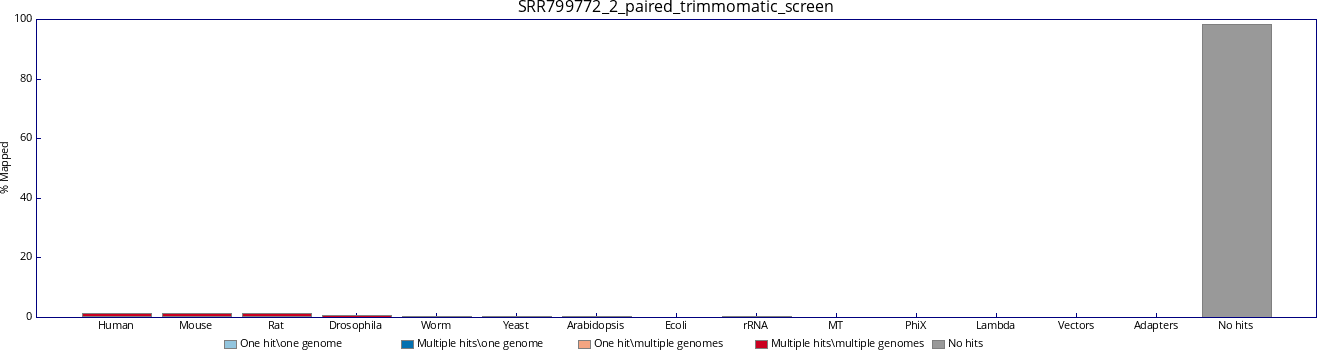 SRR799772_2_paired_trimmomatic_screen
100
80
60
40
20
0
% Mapped
Human Mouse Rat Drosophila Worm Yeast Arabidopsis Ecoli rRNA MT PhiX Lambda Vectors Adapters No hits
One hit\one genome Multiple hits\one genome One hit\multiple genomes Multiple hits\multiple genomes No hits